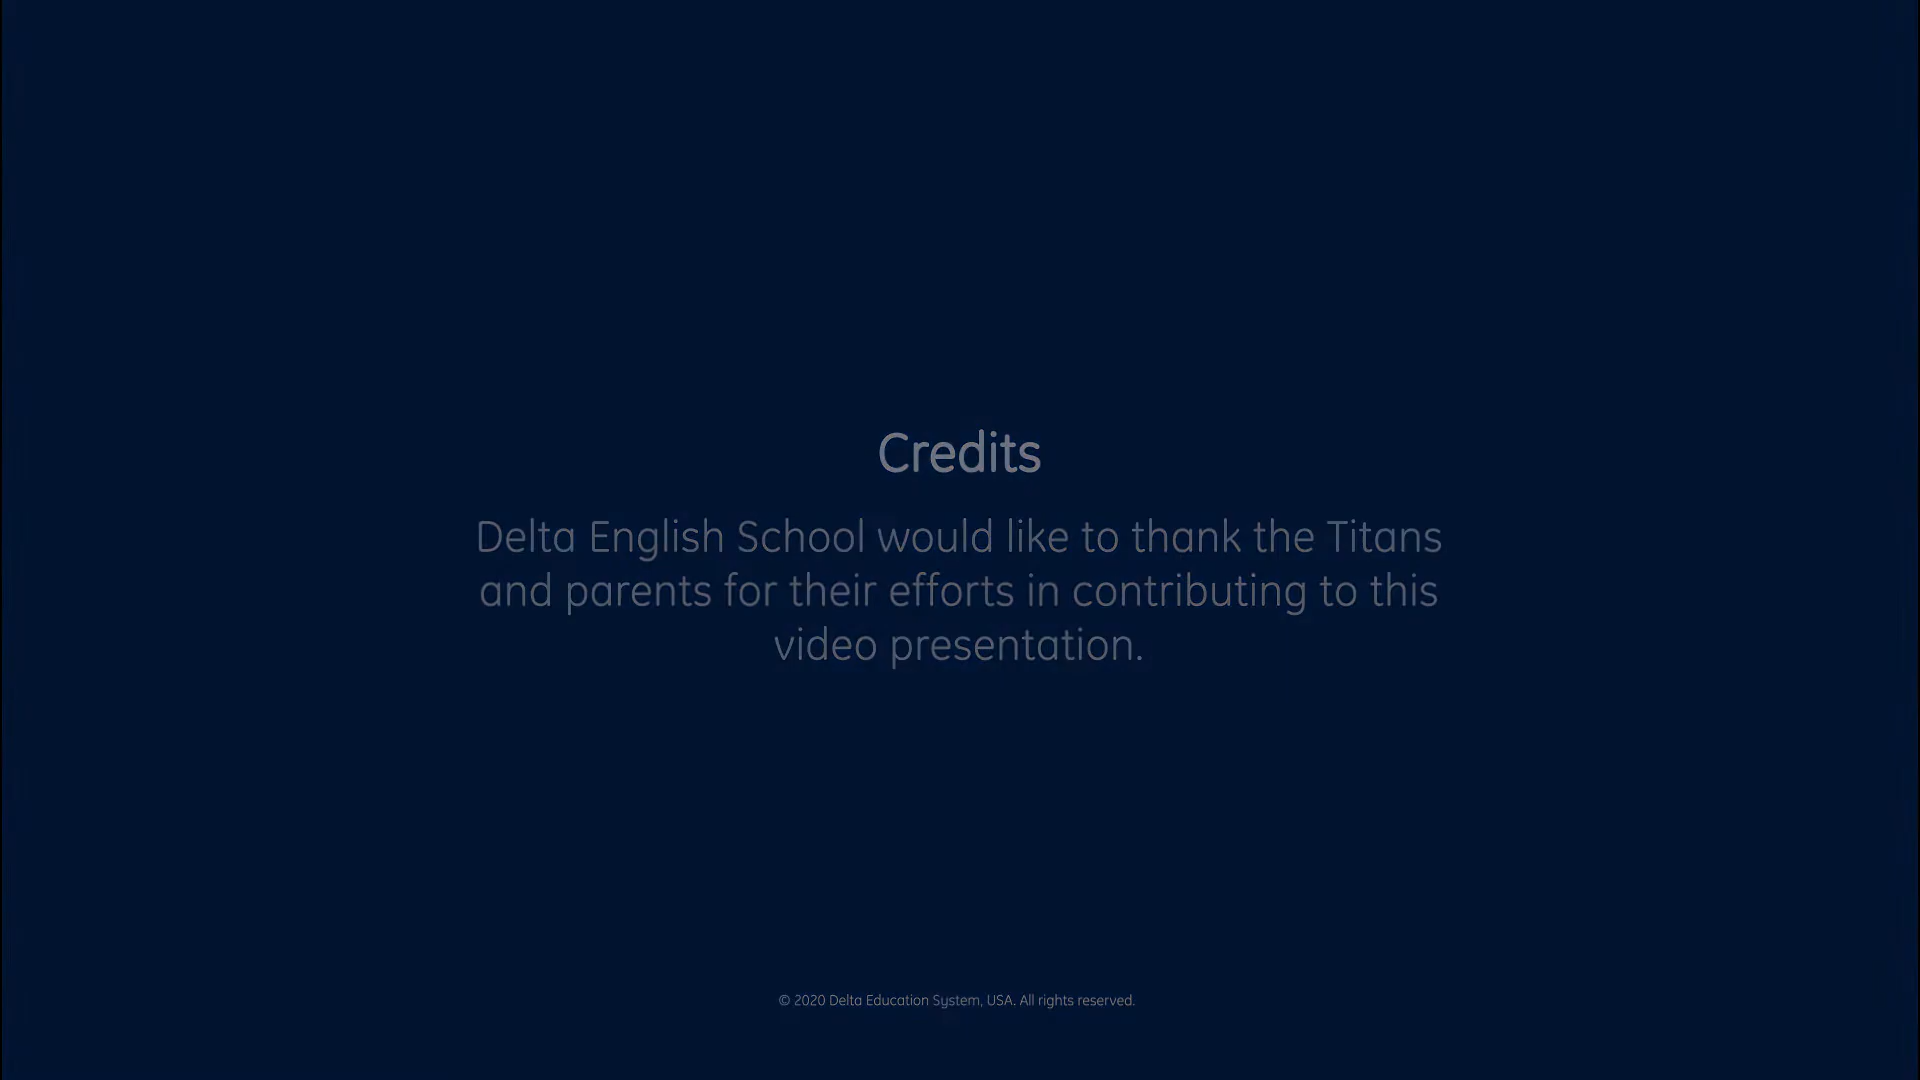 Credits
Delta English School would like to thank the Titans
and parents for their efforts in contributing to this
video presentation.
© 2020 Delta Education System, USA. All rights reserved.